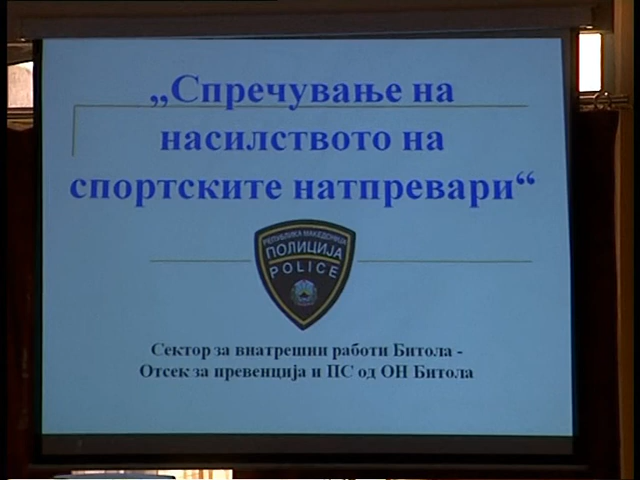 „Спречување на
насилството на
спортските натпревари“
РЕПУБЛИКА МАКЕДОНИЈА
ПОЛИЦИЈА
POLICE
Сектор за внатрешни работи Битола -
Отсек за превенција и ПС од ОН Битола